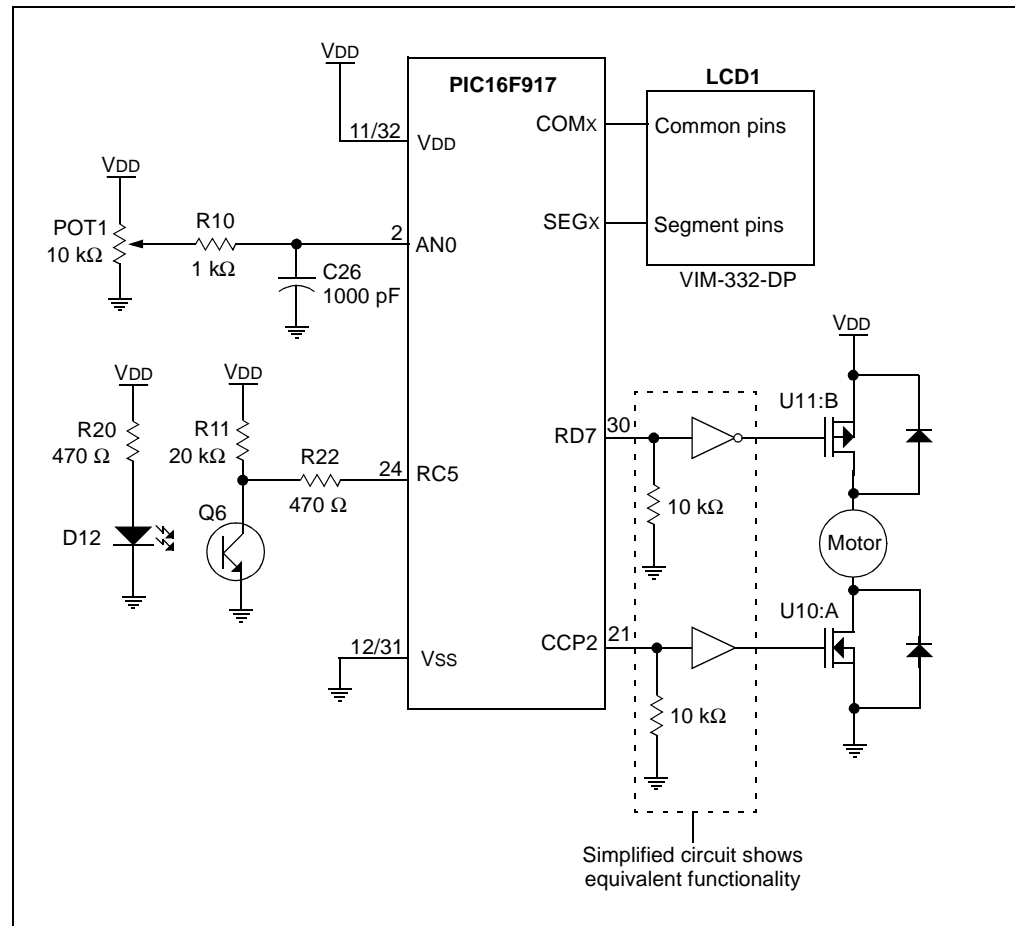 VDD
PIC16F917
LCD1
COMX
Common pins
11/32
VDD
VDD
SEGX
Segment pins
POT1
10 kΩ
R10
1 kΩ
2
AN0
C26
1000 pF
VIM-332-DP
VDD
VDD
VDD
U11:B
R20
470 Ω
R11
20 kΩ
R22
470 Ω
24
RC5
RD7
30
10 kΩ
D12
Q6
Motor
U10:A
12/31
VSS
CCP2
21
10 kΩ
Simplified circuit shows
equivalent functionality